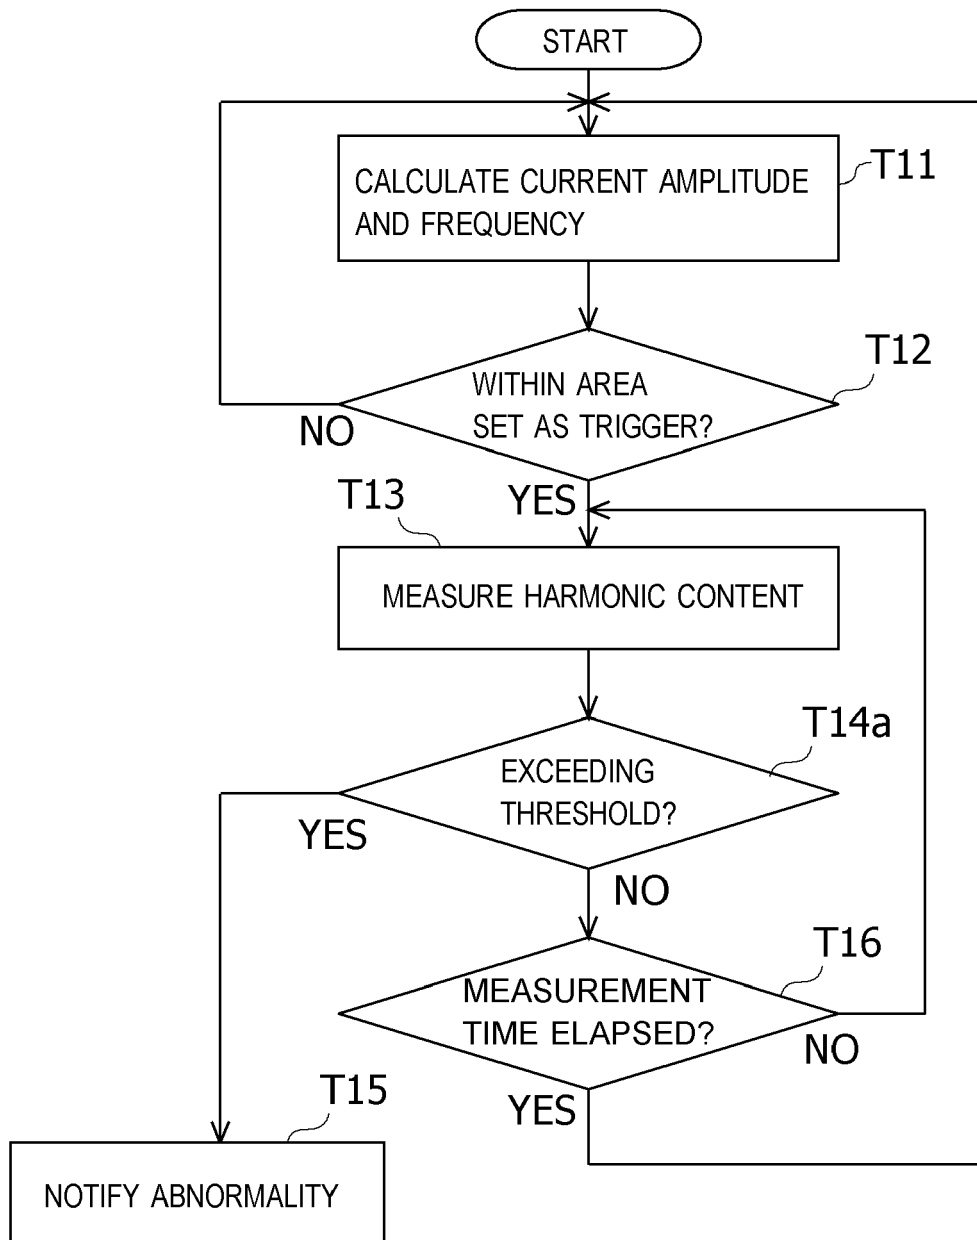 START
CALCULATE CURRENT AMPLITUDE
AND FREQUENCY
T11
WITHIN AREA
SET AS TRIGGER?
T12
NO
YES
T13
MEASURE HARMONIC CONTENT
EXCEEDING
THRESHOLD?
T14a
YES
NO
MEASUREMENT
TIME ELAPSED?
T16
NO
YES
T15
NOTIFY ABNORMALITY